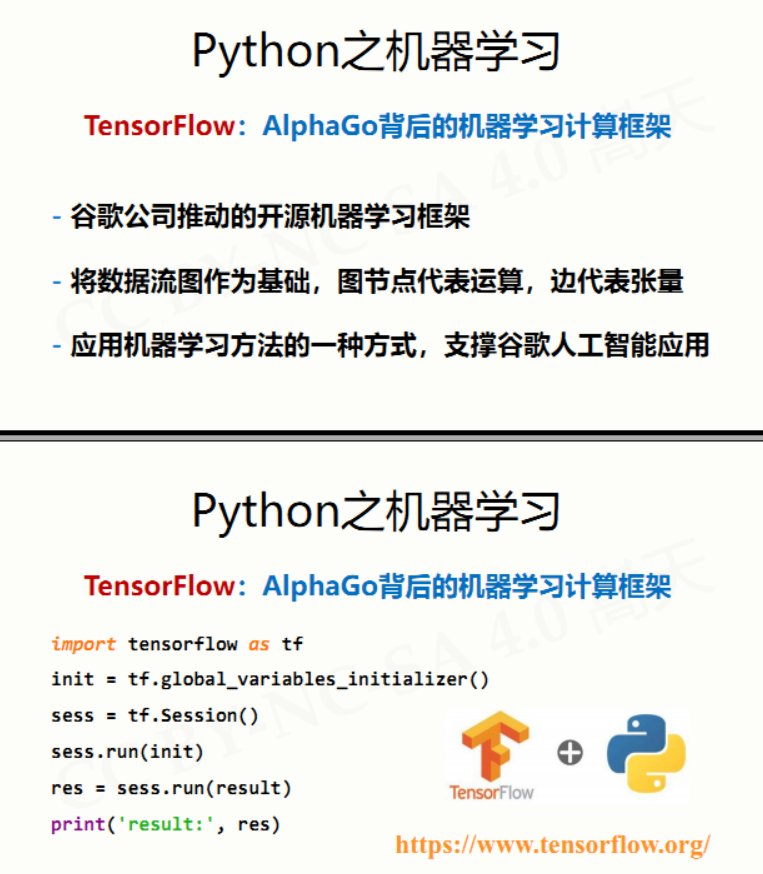 Python之机器学习
TensorFlow：AlphaGo背后的机器学习计算框架
- 谷歌公司推动的开源机器学习框架
- 将数据流图作为基础，图节点代表运算，边代表张量
- 应用机器学习方法的一种方式，支撑谷歌人工智能应用
CC BY-NC-SA 4.0 嵩天
Python之机器学习
TensorFlow：AlphaGo背后的机器学习计算框架
import tensorflow as tf
init = tf.global_variables_initializer()
sess = tf.Session()
sess.run(init)
res = sess.run(result)
print('result:', res)
TensorFlow
https://www.tensorflow.org/
CC BY-NC-SA 4.0 嵩天